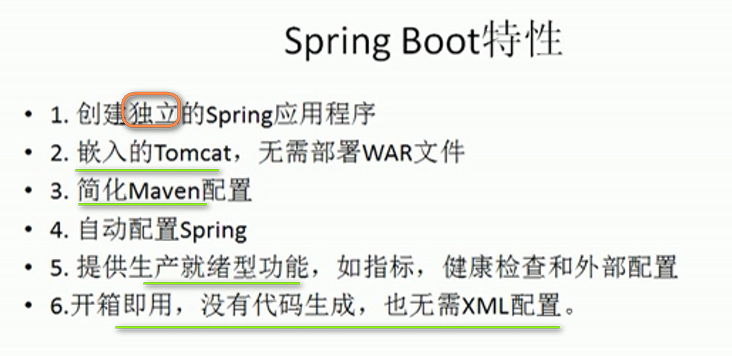 Spring Boot特性
• 1. 创建独立的Spring应用程序
• 2. 嵌入的Tomcat，无需部署WAR文件
• 3. 简化Maven配置
• 4. 自动配置Spring
• 5. 提供生产就绪型功能，如指标，健康检查和外部配置
• 6.开箱即用，没有代码生成，也无需XML配置。